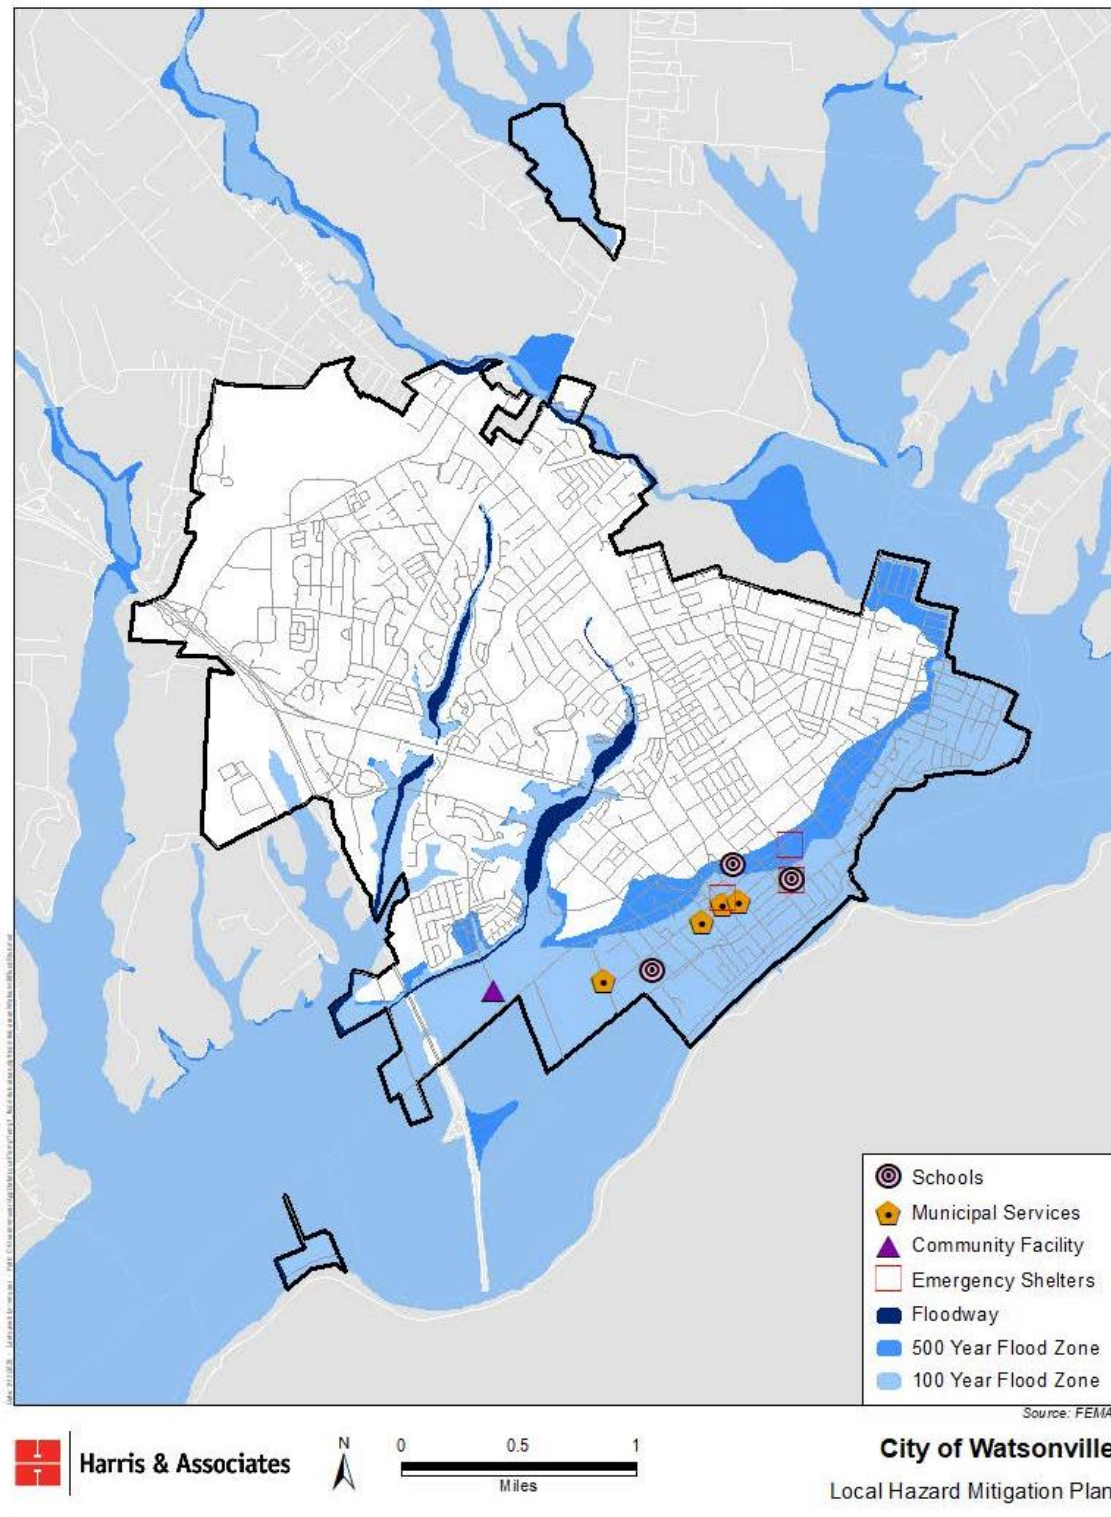 Schools
Municipal Services
Community Facility
Emergency Shelters
Floodway
500 Year Flood Zone
100 Year Flood Zone
Source: FEMA
Harris & Associates
N
0 0.5 1
Miles
City of Watsonville
Local Hazard Mitigation Plan